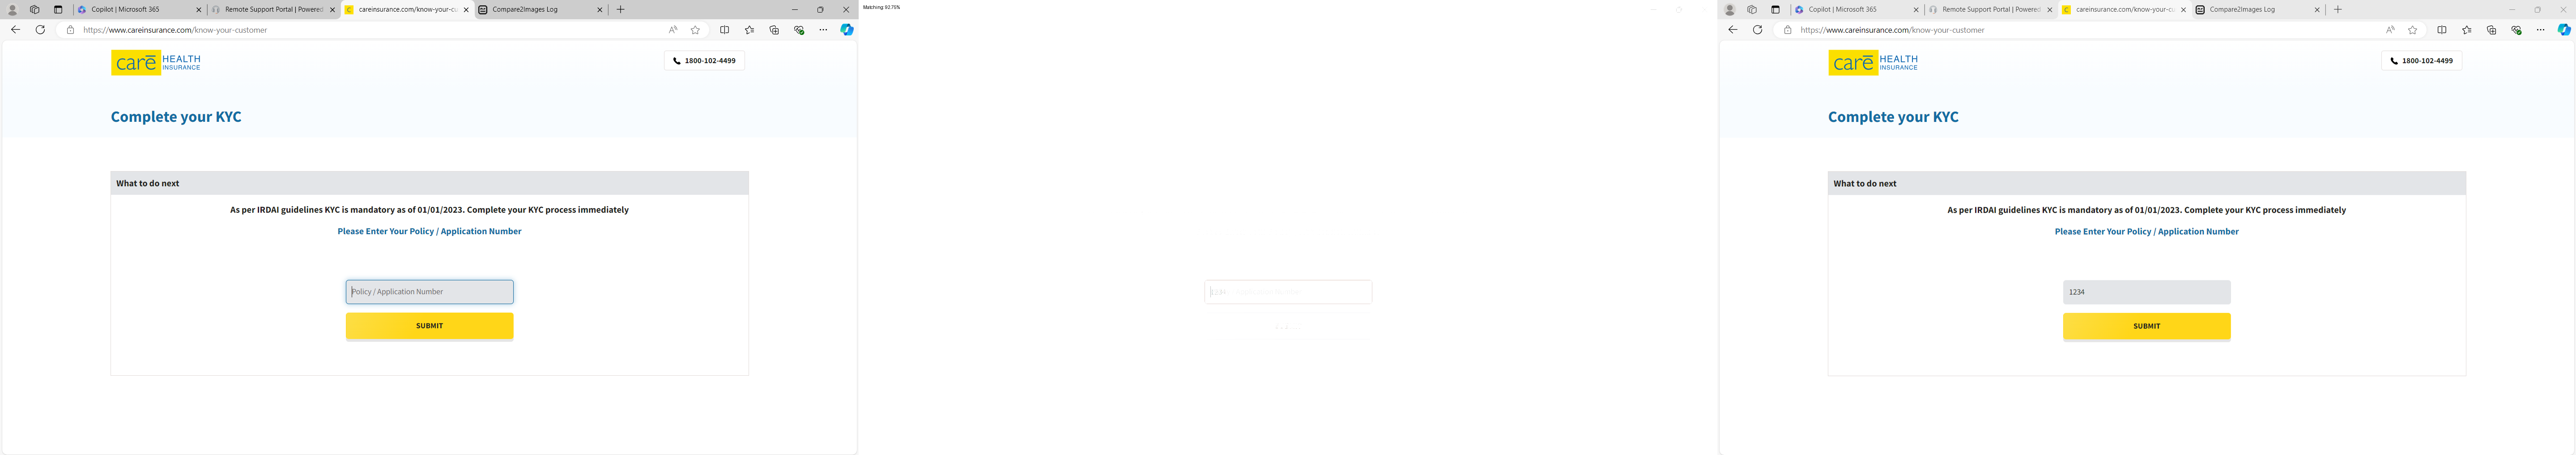 Copilot | Microsoft 365
Remote Support Portal | Powered
careinsurance.com/know-your-cu
Compare2Images Log
https://www.careinsurance.com/know-your-customer
care HEALTH
INSURANCE
1800-102-4499
Complete your KYC
What to do next
As per IRDAI guidelines KYC is mandatory as of 01/01/2023. Complete your KYC process immediately
Please Enter Your Policy / Application Number
Policy / Application Number
SUBMIT
Matching: 92.75%
1234
Copilot | Microsoft 365
Remote Support Portal | Powered
careinsurance.com/know-your-cu
Compare2Images Log
https://www.careinsurance.com/know-your-customer
care HEALTH
INSURANCE
1800-102-4499
Complete your KYC
What to do next
As per IRDAI guidelines KYC is mandatory as of 01/01/2023. Complete your KYC process immediately
Please Enter Your Policy / Application Number
1234
SUBMIT